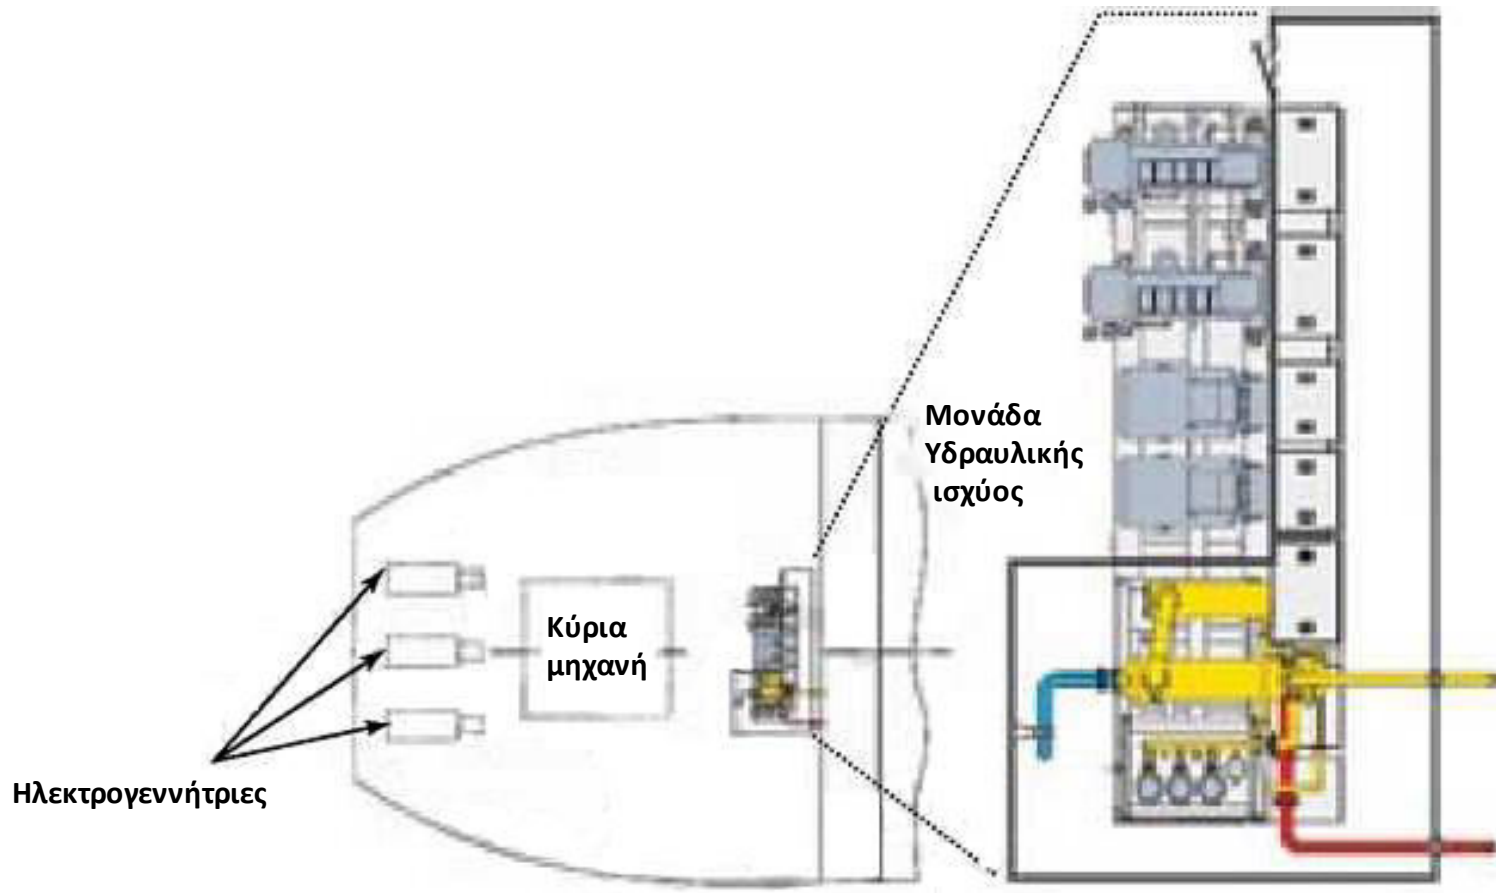 Μονάδα
Υδραυλικής
ισχύος
Κύρια
μηχανή
Ηλεκτρογεννήτριες